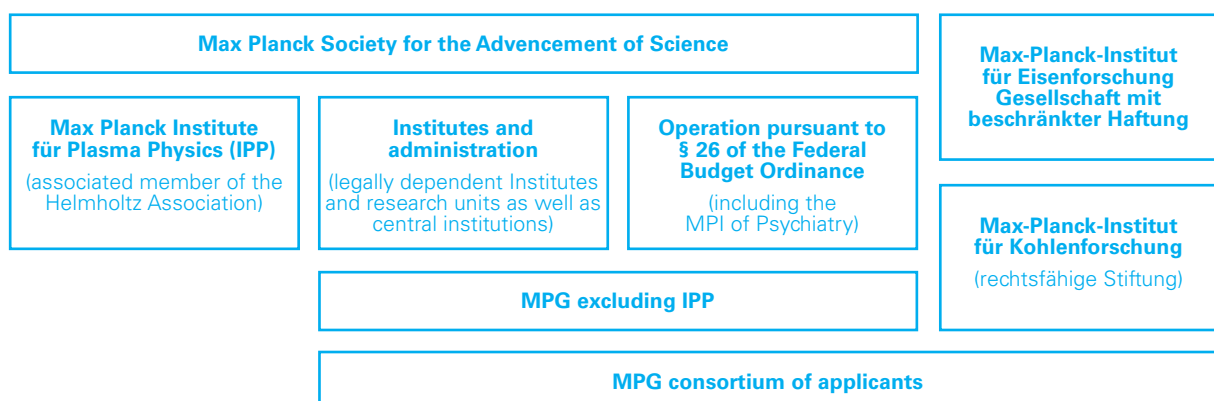 Max Planck Society for the Advencement of Science
Max Planck Institute
für Plasma Physics (IPP)
(associated member of the
Helmholtz Association)
Institutes and
administration
(legally dependent Institutes
and research units as well as
central institutions)
Operation pursuant to
§ 26 of the Federal
Budget Ordinance
(including the
MPI of Psychiatry)
Max-Planck-Institut
für Eisenforschung
Gesellschaft mit
beschränkter Haftung
Max-Planck-Institut
für Kohlenforschung
(rechtsfähige Stiftung)
MPG excluding IPP
MPG consortium of applicants